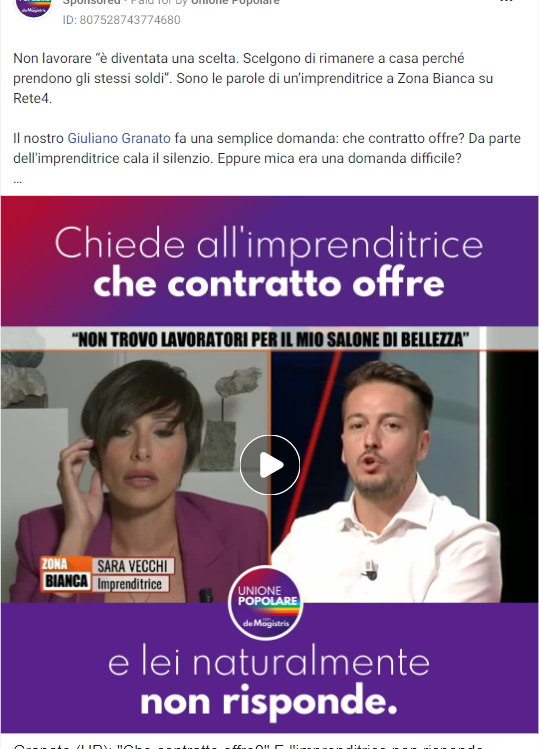 Sponsored • Paid for by Unione Popolare
ID: 807528743774680
Non lavorare “è diventata una scelta. Scelgono di rimanere a casa perché
prendono gli stessi soldi”. Sono le parole di un’imprenditrice a Zona Bianca su
Rete4.
Il nostro Giuliano Granato fa una semplice domanda: che contratto offre? Da parte
dell'imprenditrice cala il silenzio. Eppure mica era una domanda difficile?
...
Chiede all'imprenditrice
che contratto offre
“NON TROVO LAVORATORI PER IL MIO SALONE DI BELLEZZA”
ZONA
BIANCA
SARA VECCHI
Imprenditrice
UNIONE
POPOLARE
con
de Magistris
e lei naturalmente
non risponde.
Granato (UP): "Che contratto offre?" E l'imprenditrice non risponde